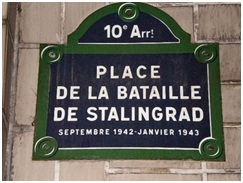 10e Arrt
PLACE
DE LA BATAILLE
DE STALINGRAD
SEPTEMBRE 1942-JANVIER 1943